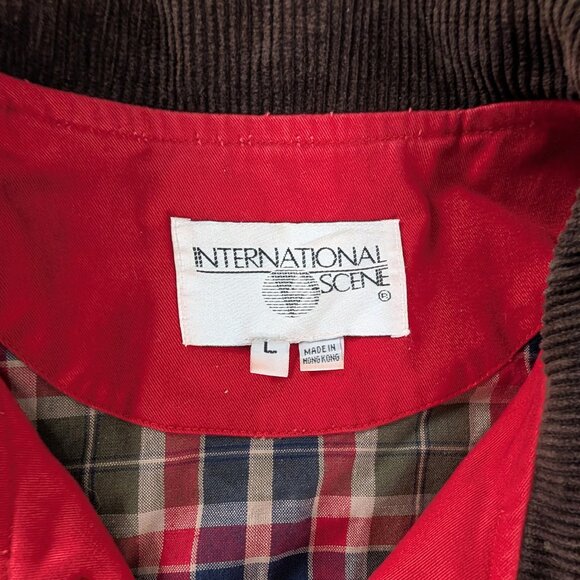 INTERNATIONAL
SCENE
®
L
MADE IN
HONG KONG